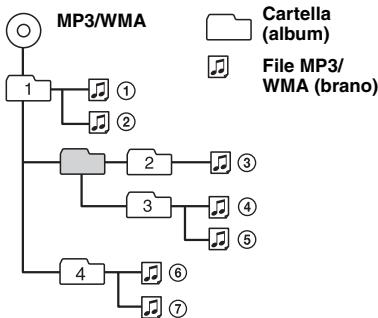 MP3/WMA
Cartella
(album)
File MP3/
WMA (brano)
1
①
②
2
③
3
④
⑤
4
⑥
⑦